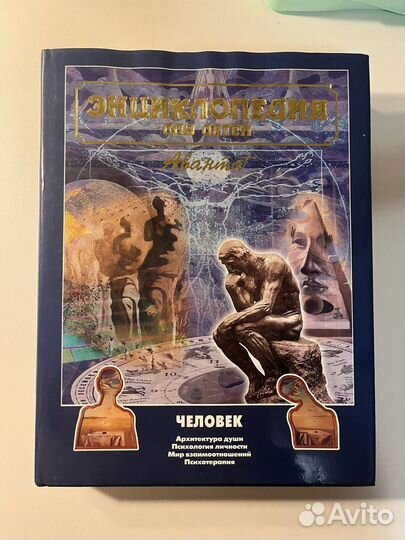 ЭНЦИКЛОПЕДИЯ
ДЛЯ ДЕТЕЙ
Аванта+
ЧЕЛОВЕК
Архитектура души
Психология личности
Мир взаимоотношений
Психотерапия
Avito